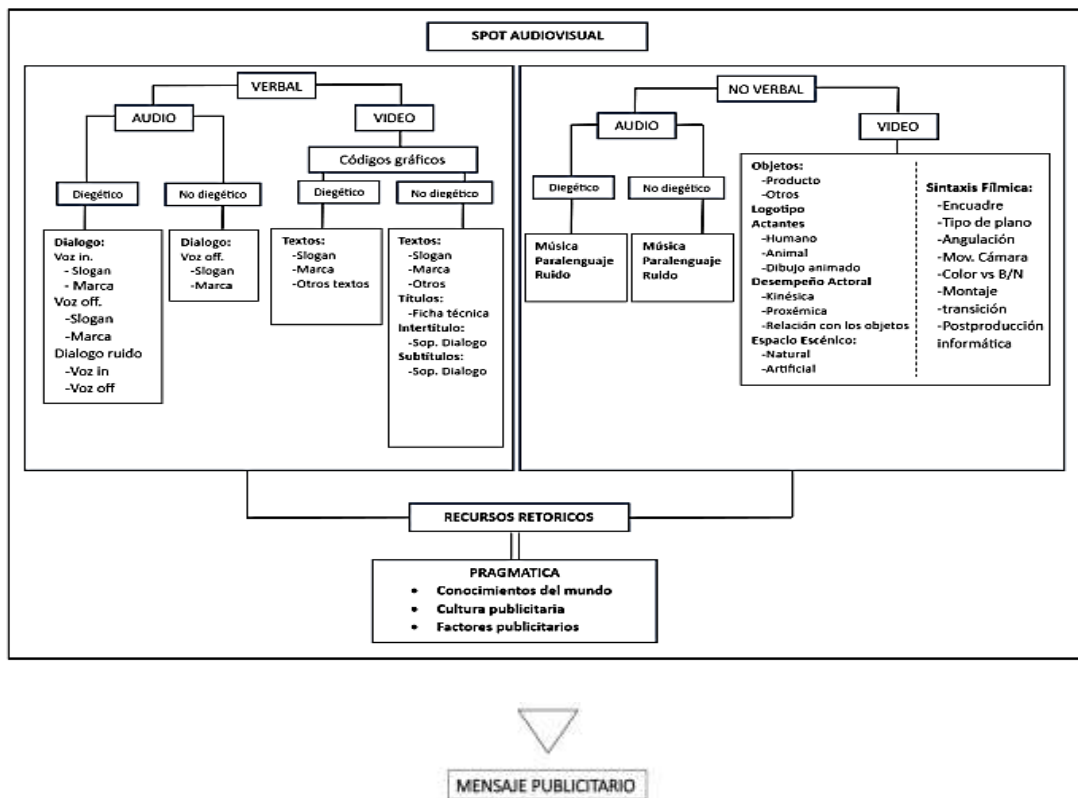 SPOT AUDIOVISUAL
VERBAL
AUDIO
VIDEO
Códigos gráficos
Diegético
No diegético
Diegético
No diegético
Dialogo:
Voz in.
- Slogan
- Marca
Voz off.
-Slogan
-Marca
Dialogo ruido
-Voz in
-Voz off
Dialogo:
Voz off.
-Slogan
-Marca
Textos:
-Slogan
-Marca
-Otros textos
Textos:
-Slogan
-Marca
-Otros
Títulos:
-Ficha técnica
Intertítulo:
-Sop. Dialogo
Subtítulos:
-Sop. Dialogo
NO VERBAL
AUDIO
VIDEO
Diegético
No diegético
Música
Paralenguaje
Ruido
Música
Paralenguaje
Ruido
Objetos:
-Producto
-Otros
Logotipo
Actantes
-Humano
-Animal
-Dibujo animado
Desempeño Actoral
-Kinésica
-Proxémica
-Relación con los objetos
Espacio Escénico:
-Natural
-Artificial
Sintaxis Fílmica:
-Encuadre
-Tipo de plano
-Angulación
-Mov. Cámara
-Color vs B/N
-Montaje
-transición
-Postproducción
informática
RECURSOS RETORICOS
PRAGMATICA
• Conocimientos del mundo
• Cultura publicitaria
• Factores publicitarios
MENSAJE PUBLICITARIO